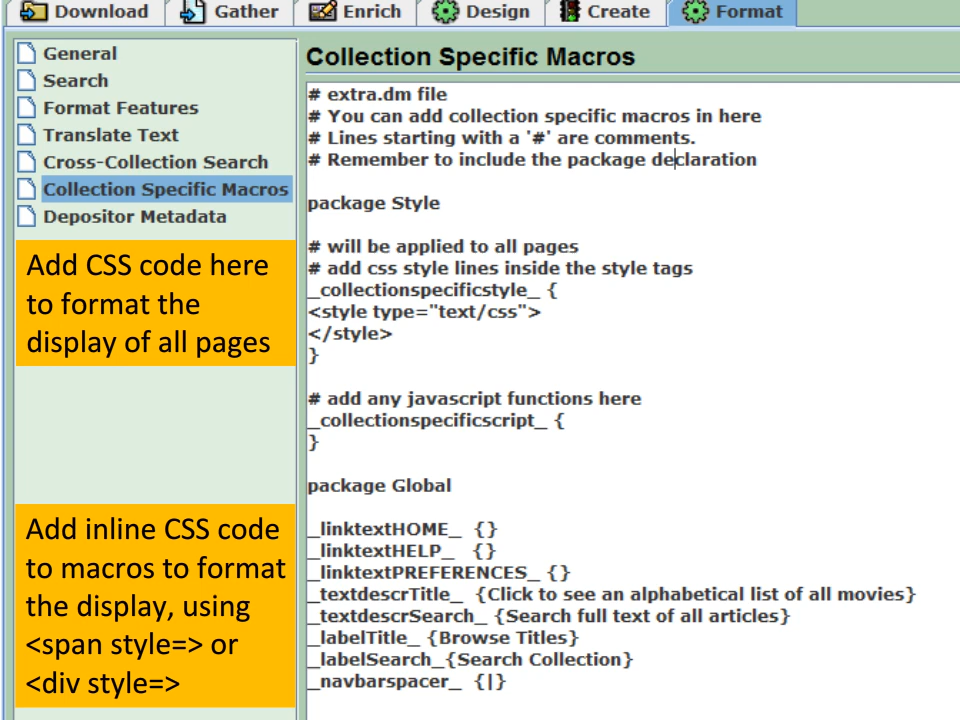 Download Gather Enrich Design Create Format
General
Search
Format Features
Translate Text
Cross-Collection Search
Collection Specific Macros
Depositor Metadata
Add CSS code here
to format the
display of all pages
Add inline CSS code
to macros to format
the display, using
<span style=> or
<div style=>
Collection Specific Macros
# extra.dm file
# You can add collection specific macros in here
# Lines starting with a '#' are comments.
# Remember to include the package declaration
package Style
# will be applied to all pages
# add css style lines inside the style tags
_collectionspecificstyle_ {
<style type="text/css">
</style>
}
# add any javascript functions here
_collectionspecificscript_ {
}
package Global
_linktextHOME_ {}
_linktextHELP_ {}
_linktextPREFERENCES_ {}
_textdescrTitle_ {Click to see an alphabetical list of all movies}
_textdescrSearch_ {Search full text of all articles}
_labelTitle_ {Browse Titles}
_labelSearch_{Search Collection}
_navbarspacer_ {|}